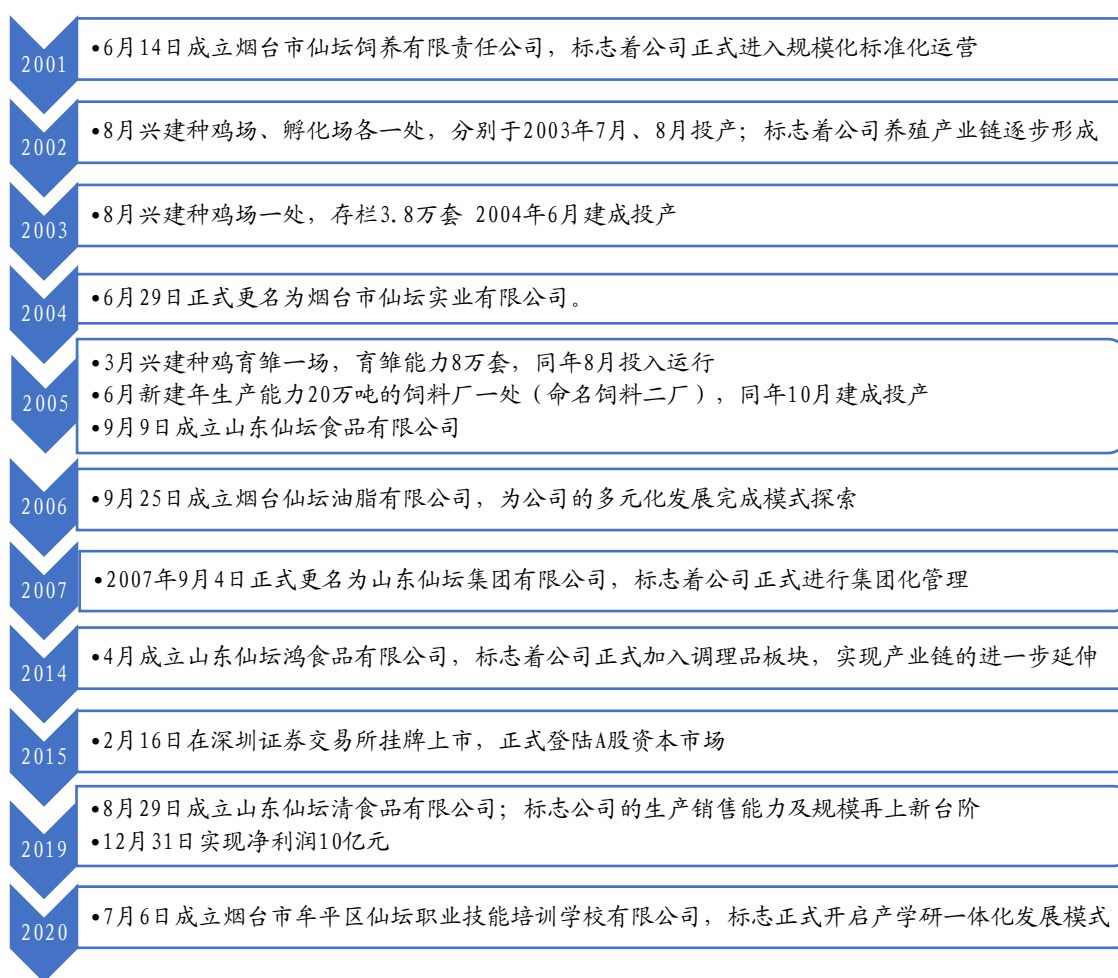 2001
•6月14日成立烟台市仙坛饲养有限责任公司，标志着公司正式进入规模化标准化运营
2002
•8月兴建种鸡场、孵化场各一处，分别于2003年7月、8月投产；标志着公司养殖产业链逐步形成
2003
•8月兴建种鸡场一处，存栏3.8万套 2004年6月建成投产
2004
•6月29日正式更名为烟台市仙坛实业有限公司。
2005
•3月兴建种鸡育雏一场，育雏能力8万套，同年8月投入运行
•6月新建年生产能力20万吨的饲料厂一处（命名饲料二厂），同年10月建成投产
•9月9日成立山东仙坛食品有限公司
2006
•9月25日成立烟台仙坛油脂有限公司，为公司的多元化发展完成模式探索
2007
•2007年9月4日正式更名为山东仙坛集团有限公司，标志着公司正式进行集团化管理
2014
•4月成立山东仙坛鸿食品有限公司，标志着公司正式加入调理品板块，实现产业链的进一步延伸
2015
•2月16日在深圳证券交易所挂牌上市，正式登陆A股资本市场
2019
•8月29日成立山东仙坛清食品有限公司；标志公司的生产销售能力及规模再上新台阶
•12月31日实现净利润10亿元
2020
•7月6日成立烟台市牟平区仙坛职业技能培训学校有限公司，标志正式开启产学研一体化发展模式